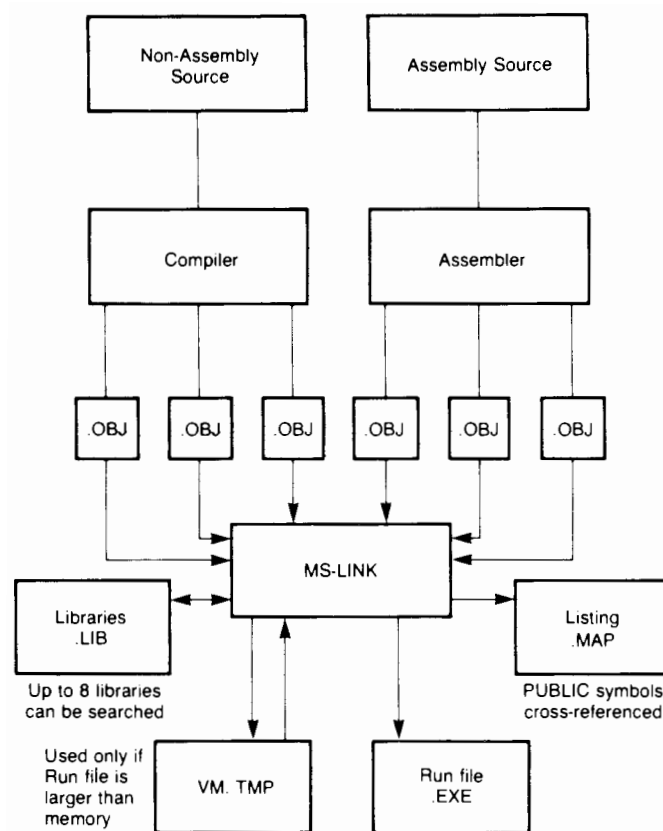 Non-Assembly
Source
Assembly Source
Compiler
Assembler
.OBJ
.OBJ
.OBJ
.OBJ
.OBJ
.OBJ
MS-LINK
Libraries
.LIB
Listing
.MAP
Up to 8 libraries
can be searched
PUBLIC symbols
cross-referenced
Used only if
Run file is
larger than
memory
VM. TMP
Run file
.EXE